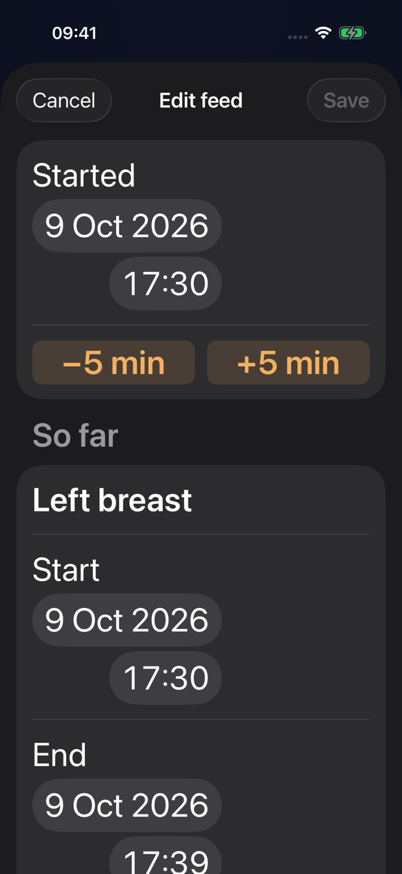 09:41
Cancel
Edit feed
Save
Started
9 Oct 2026
17:30
−5 min
+5 min
So far
Left breast
Start
9 Oct 2026
17:30
End
9 Oct 2026
17:39